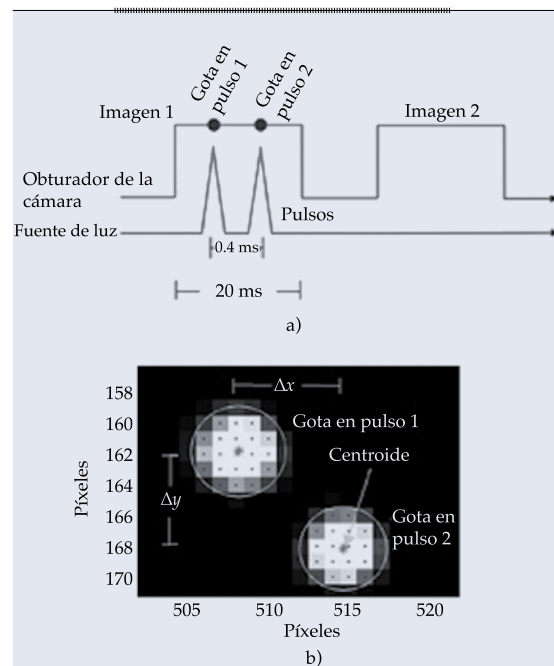 Gota en
pulso 1
Gota en
pulso 2
Imagen 1
Imagen 2
Obturador de la
cámara
Pulsos
Fuente de luz
0.4 ms
20 ms
a)
Δx
158
160
162
164
166
168
170
Píxeles
Δy
Gota en pulso 1
Centroide
Gota en
pulso 2
505 510 515 520
Píxeles
b)